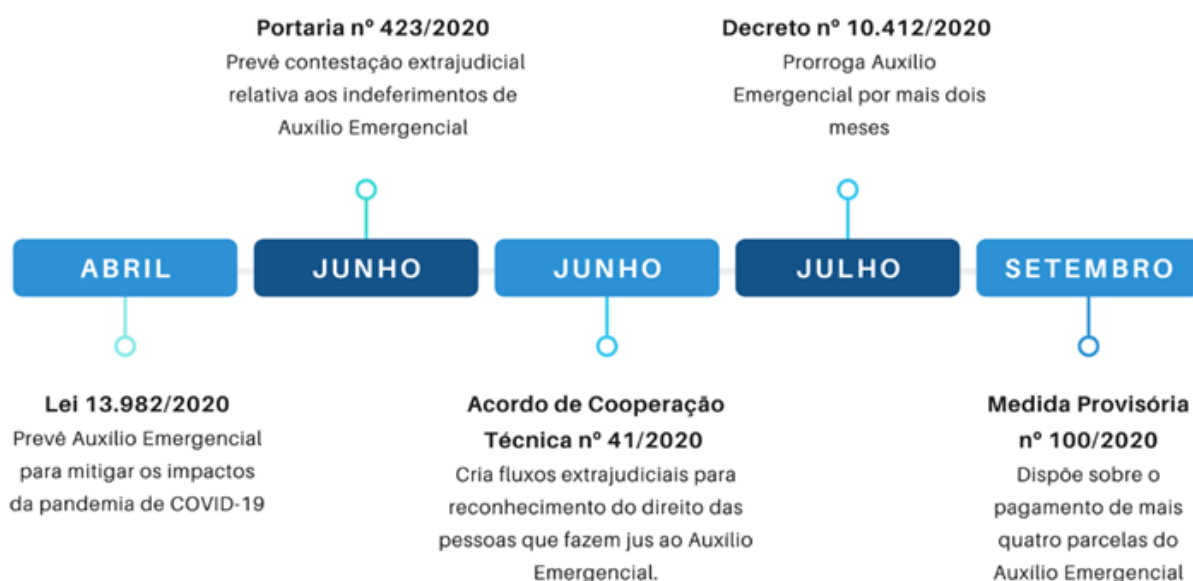 Portaria nº 423/2020
Prevê contestação extrajudicial
relativa aos indeferimentos de
Auxílio Emergencial
Decreto nº 10.412/2020
Prorroga Auxílio
Emergencial por mais dois
meses
ABRIL
JUNHO
JUNHO
JULHO
SETEMBRO
Lei 13.982/2020
Prevê Auxílio Emergencial
para mitigar os impactos
da pandemia de COVID-19
Acordo de Cooperação
Técnica nº 41/2020
Cria fluxos extrajudiciais para
reconhecimento do direito das
pessoas que fazem jus ao Auxílio
Emergencial.
Medida Provisória
nº 100/2020
Dispõe sobre o
pagamento de mais
quatro parcelas do
Auxílio Emergencial